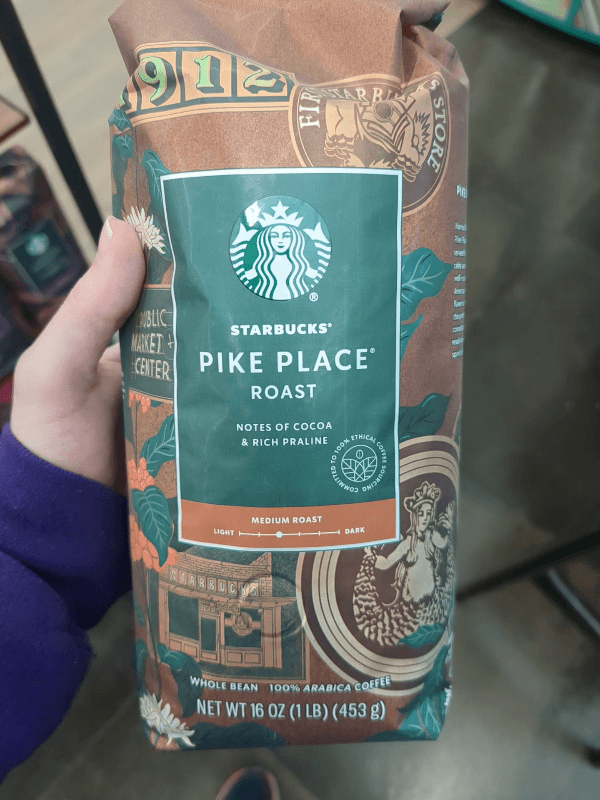 1912
FIRST STARBUCKS STORE
STARBUCKS®
PIKE PLACE®
ROAST
NOTES OF COCOA
& RICH PRALINE
COMMITTED TO 100% ETHICAL COFFEE SOURCING
PUBLIC
MARKET
CENTER
MEDIUM ROAST
LIGHT
DARK
STARBUCKS
WHOLE BEAN 100% ARABICA COFFEE
NET WT 16 OZ (1 LB) (453 g)